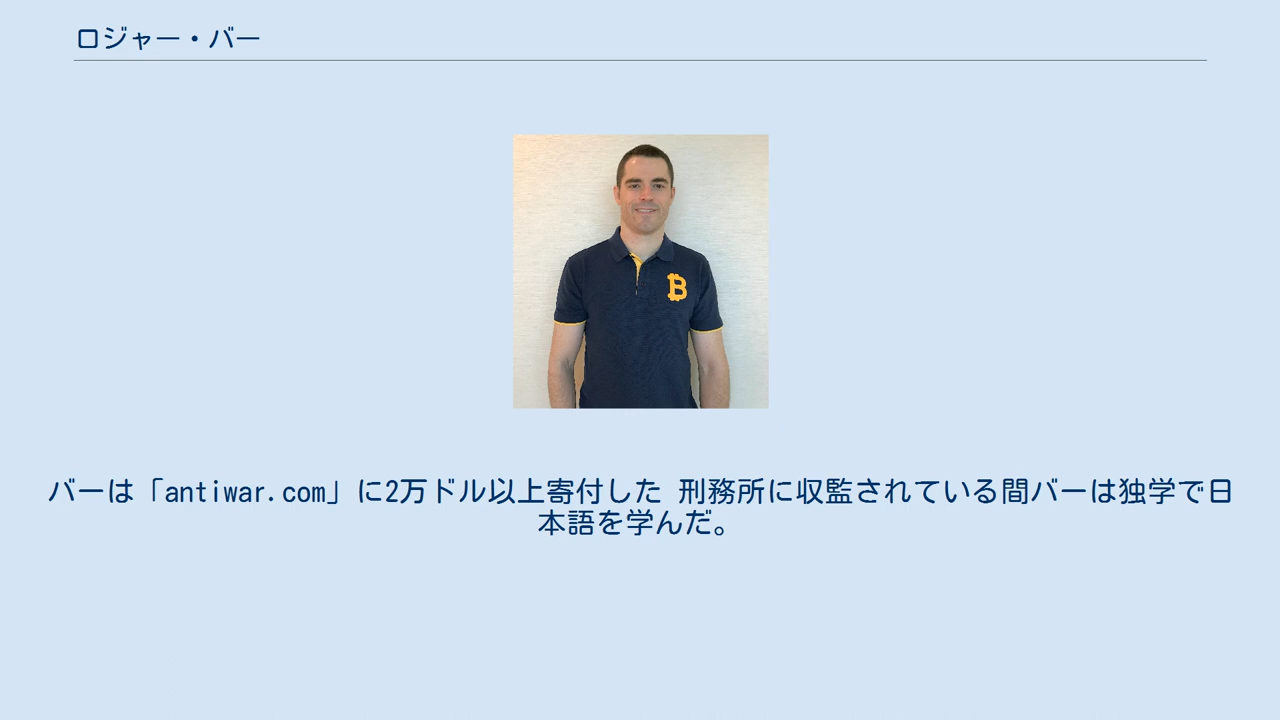 ロジャー・バー
バーは「antiwar.com」に2万ドル以上寄付した 刑務所に収監されている間バーは独学で日
本語を学んだ。